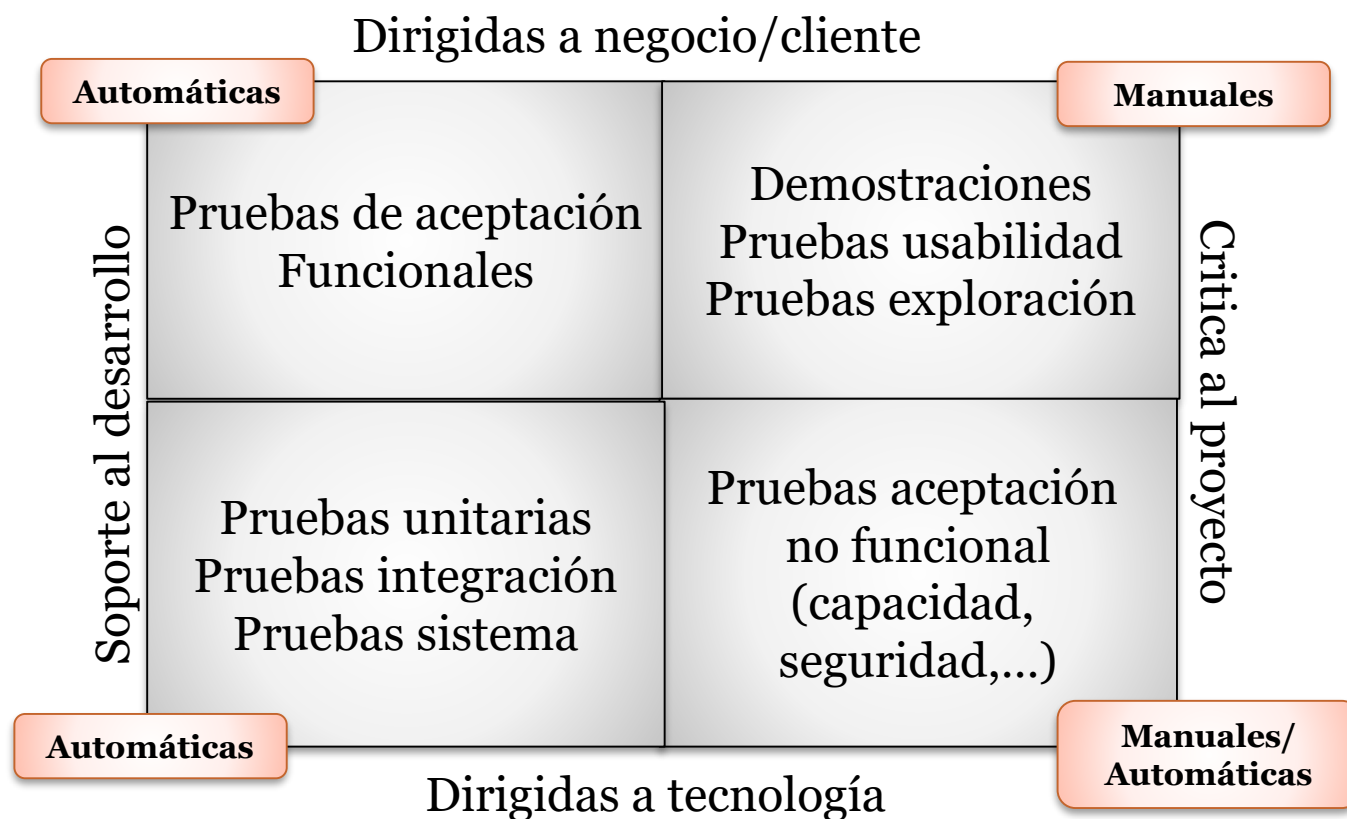 Dirigidas a negocio/cliente
Automáticas
Manuales
Soporte al desarrollo
Pruebas de aceptación
Funcionales
Demostraciones
Pruebas usabilidad
Pruebas exploración
Critica al proyecto
Pruebas unitarias
Pruebas integración
Pruebas sistema
Pruebas aceptación
no funcional
(capacidad,
seguridad,...)
Automáticas
Manuales/
Automáticas
Dirigidas a tecnología